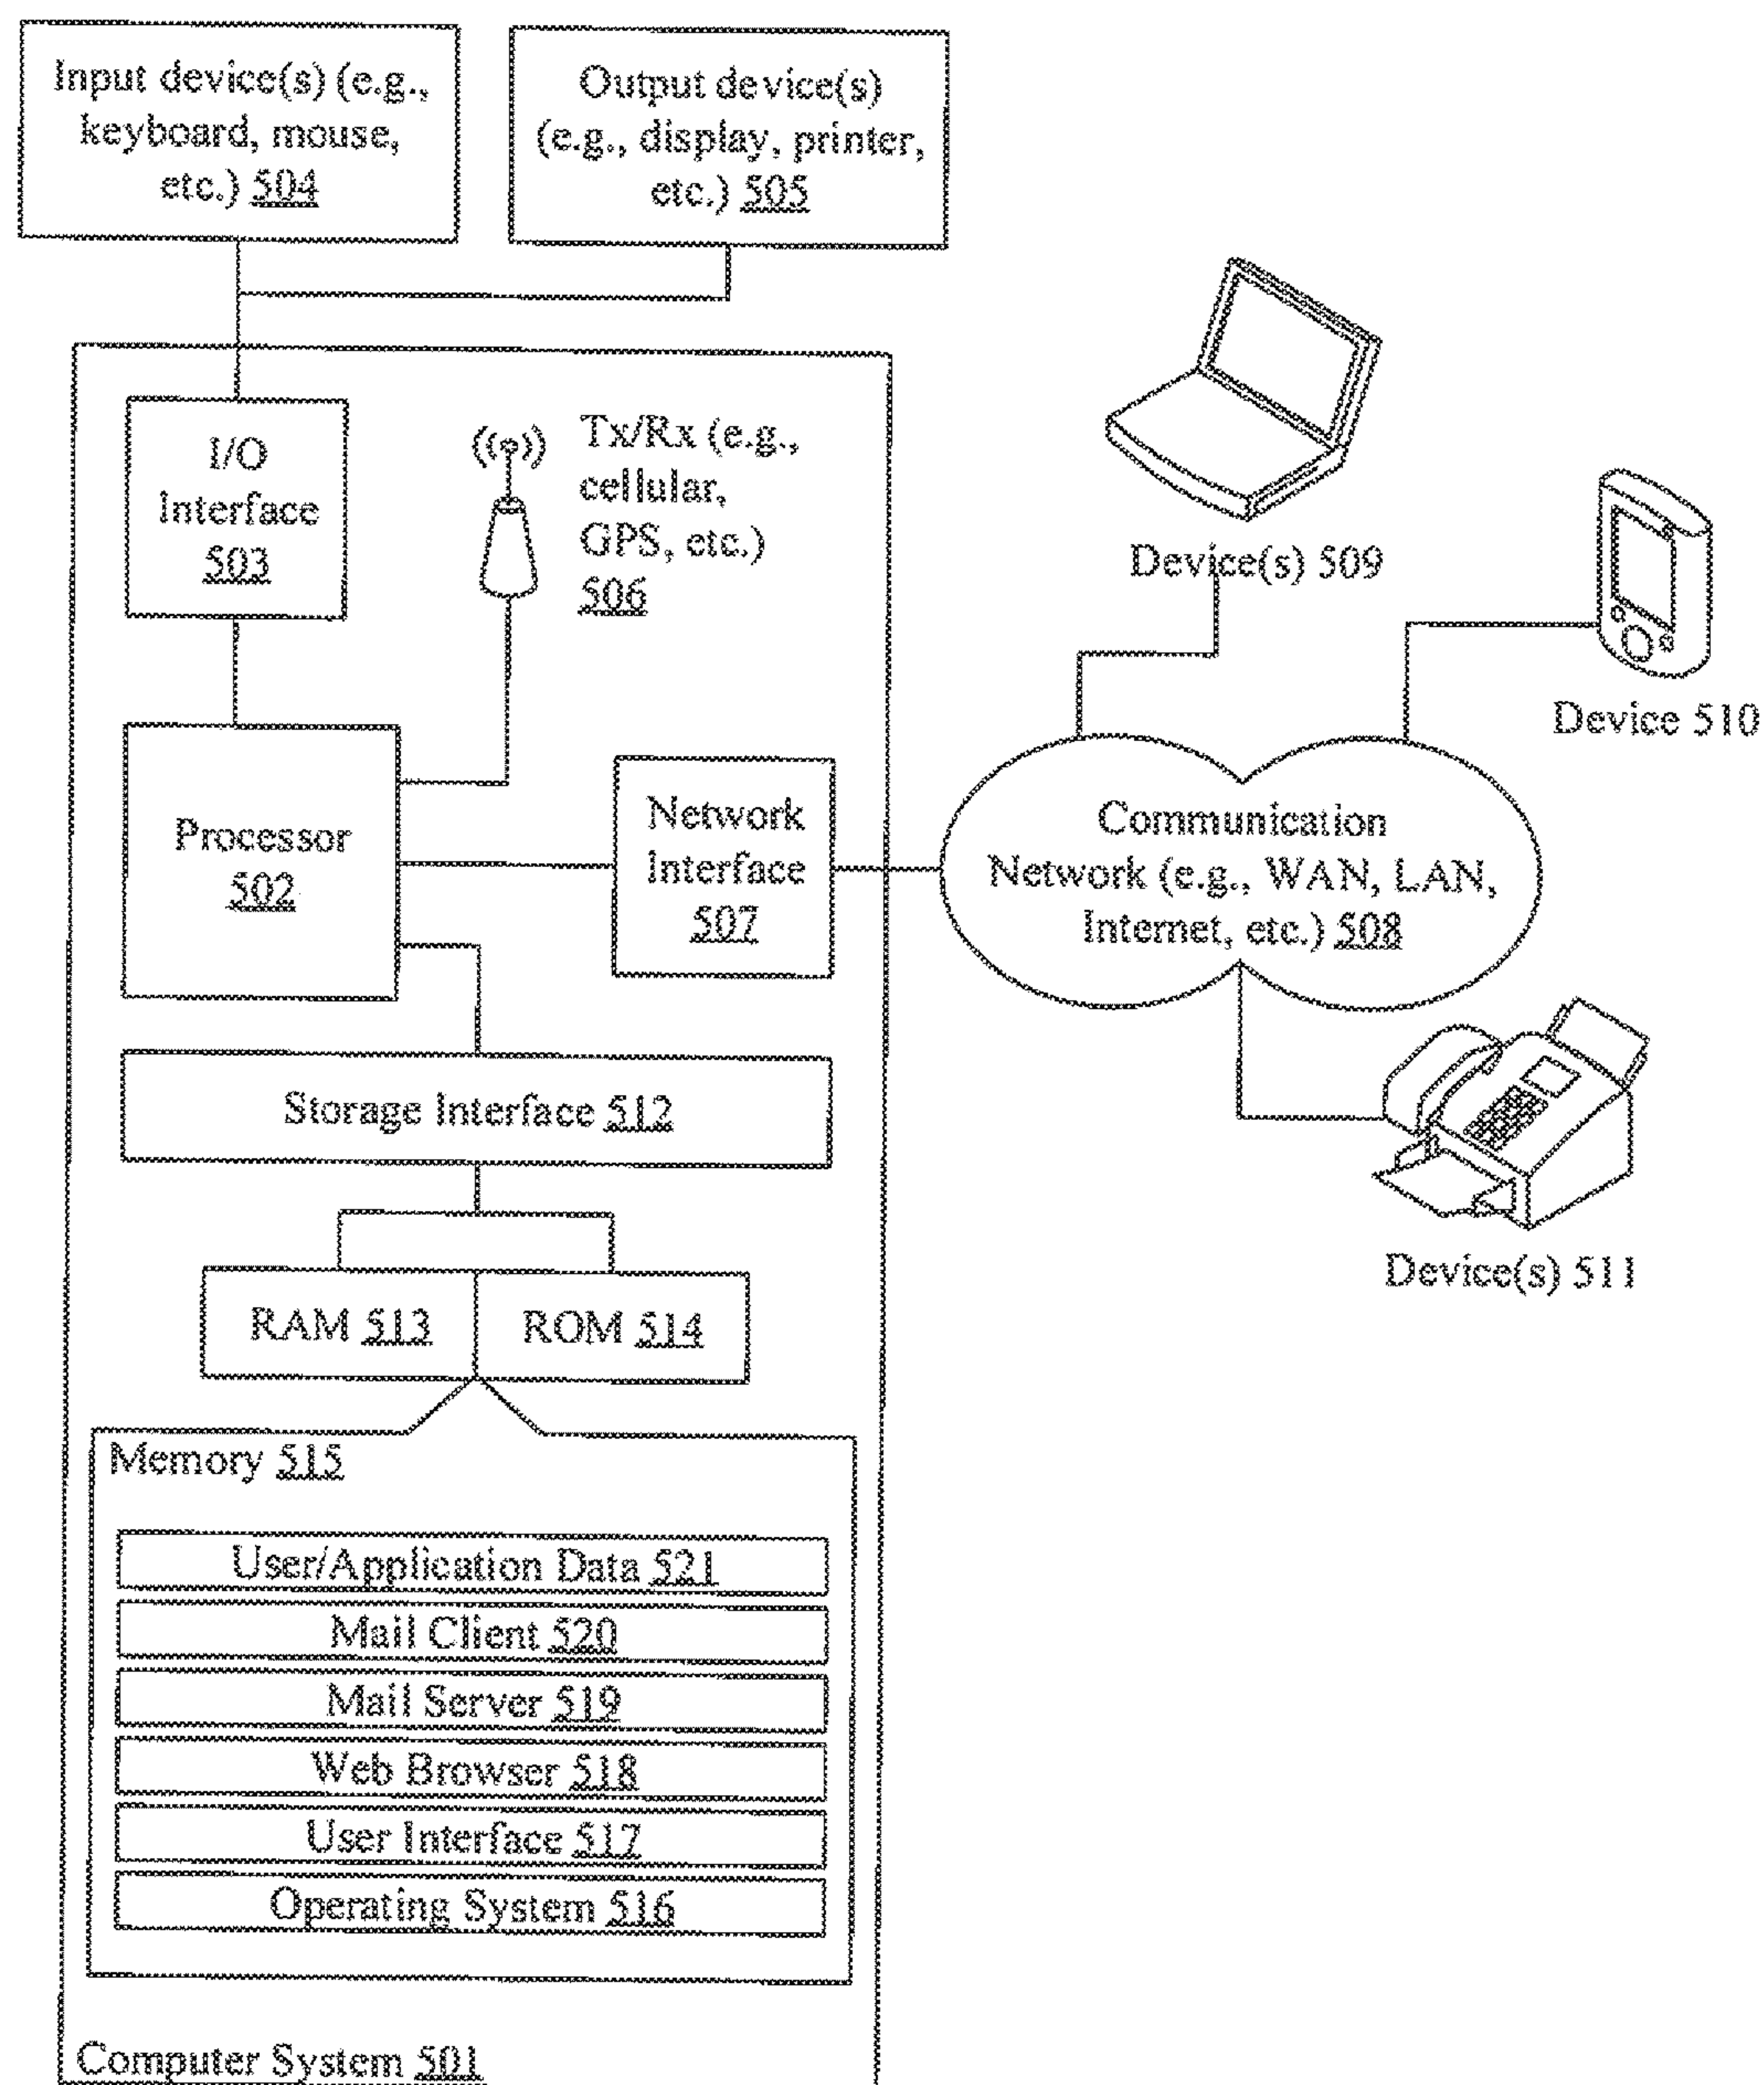 Input device(s) (e.g.,
keyboard, mouse,
etc.) 504
Output device(s)
(e.g., display, printer,
etc.) 505
I/O
Interface
503
Tx/Rx (e.g.,
cellular,
GPS, etc.)
506
Device(s) 509
Device 510
Processor
502
Network
Interface
507
Communication
Network (e.g., WAN, LAN,
Internet, etc.) 508
Storage Interface 512
Device(s) 511
RAM 513
ROM 514
Memory 515
User/Application Data 521
Mail Client 520
Mail Server 519
Web Browser 518
User Interface 517
Operating System 516
Computer System 501